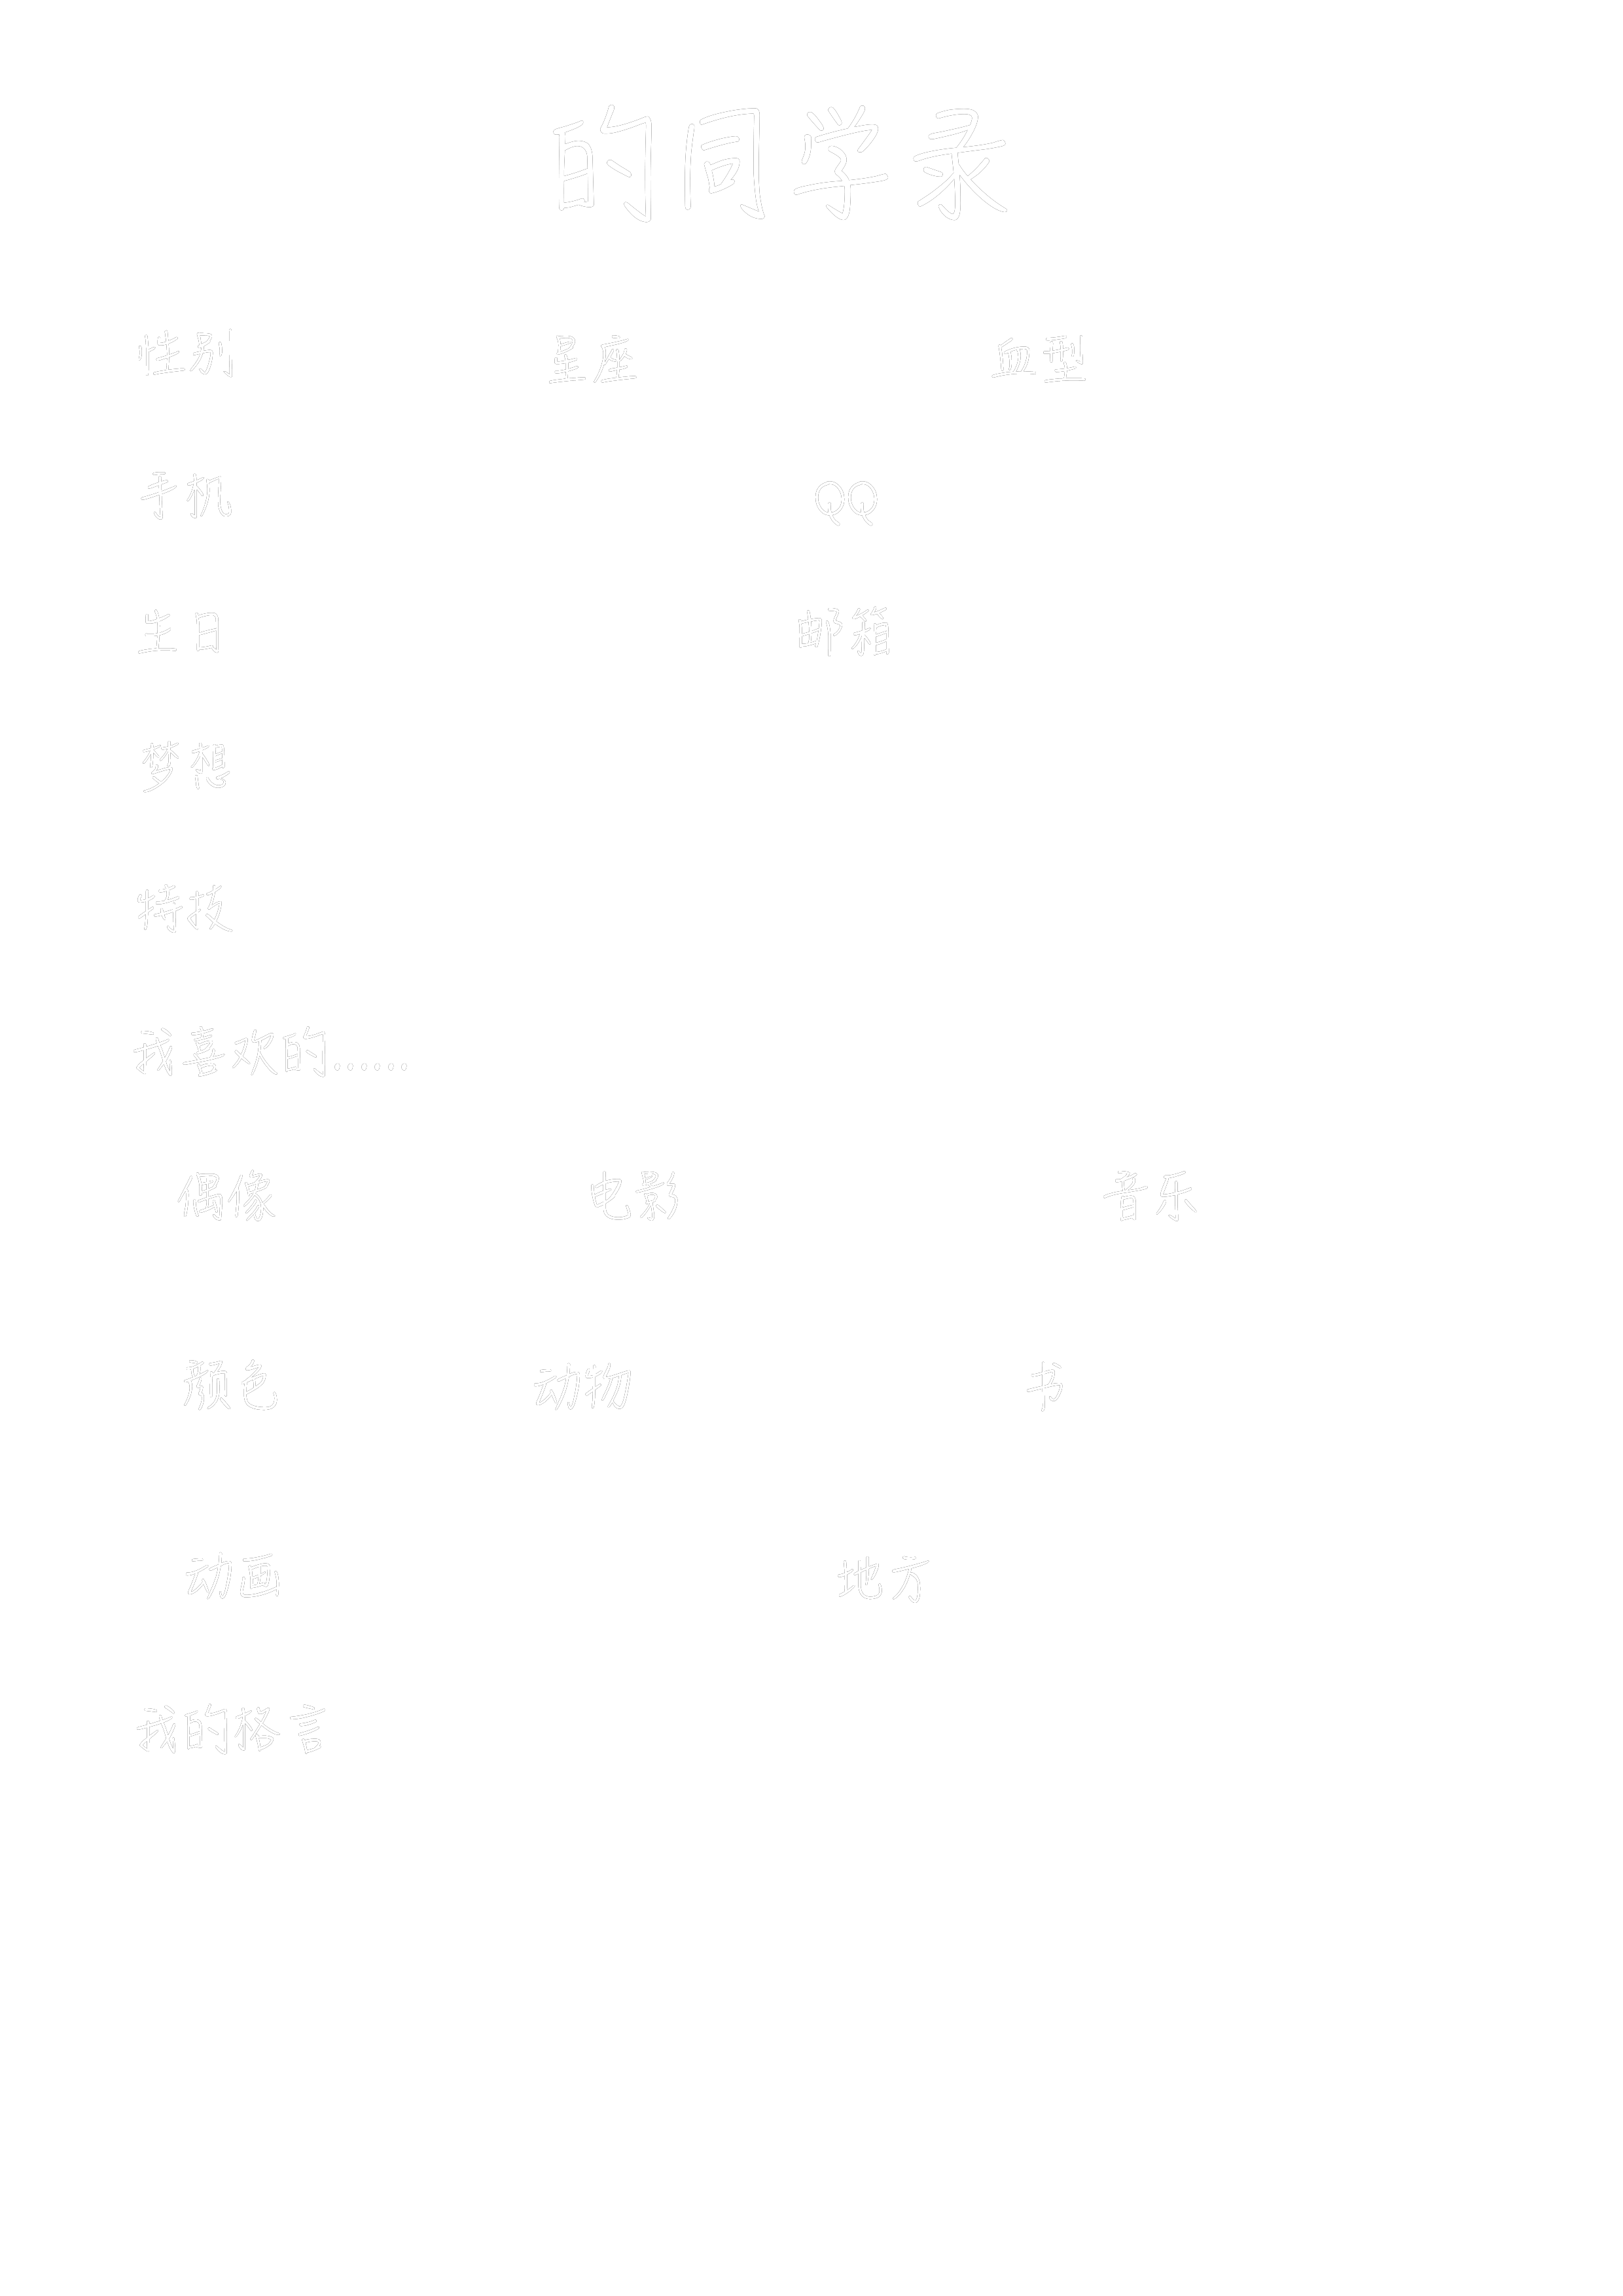 的同学录
性别 星座 血型
手机 QQ
生日 邮箱
梦想
特技
我喜欢的……
偶像 电影 音乐
颜色 动物 书
动画 地方
我的格言